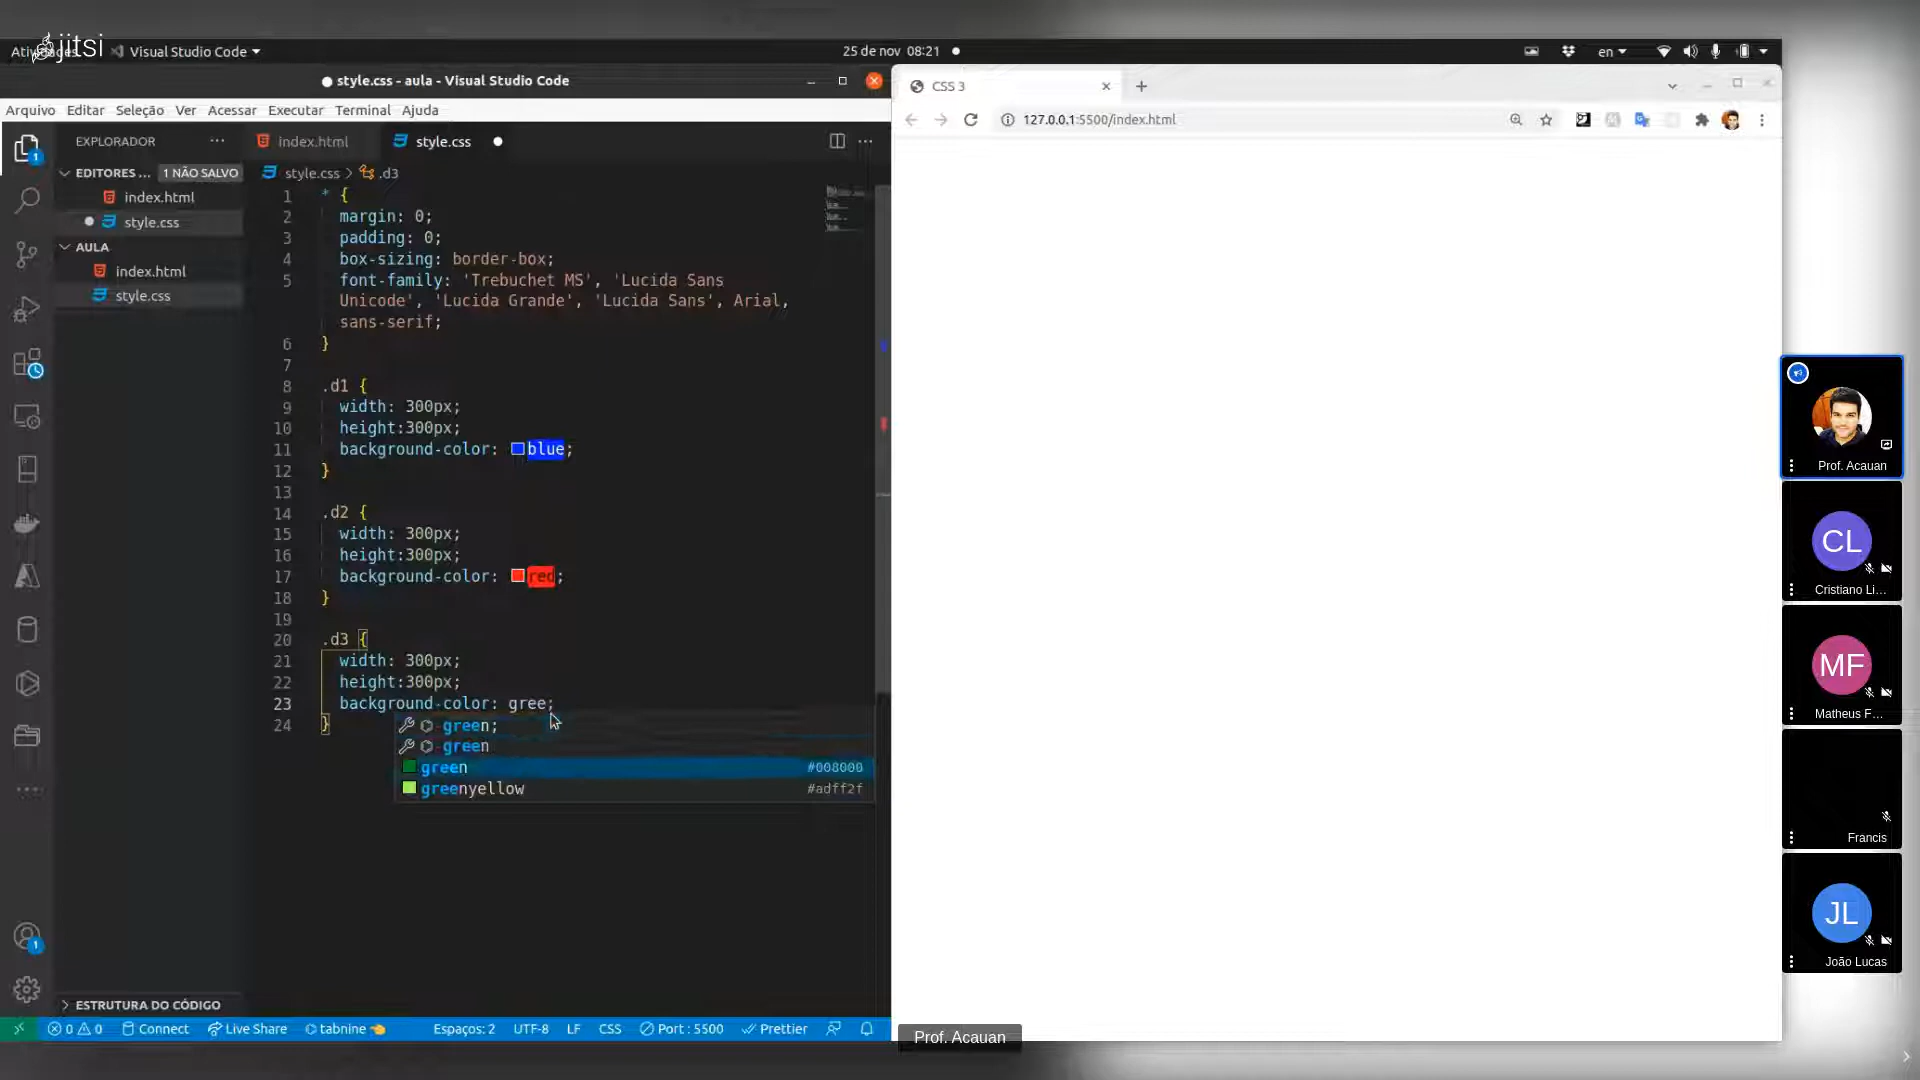 jitsi
Visual Studio Code
25 de nov 08:21
en
style.css - aula - Visual Studio Code
CSS 3
Arquivo Editar Seleção Ver Acessar Executar Terminal Ajuda
127.0.0.1:5500/index.html
EXPLORADOR
index.html
style.css
EDITORES ... 1 NÃO SALVO
index.html
style.css
AULA
index.html
style.css
style.css > .d3
1 * {
2 margin: 0;
3 padding: 0;
4 box-sizing: border-box;
5 font-family: 'Trebuchet MS', 'Lucida Sans
Unicode', 'Lucida Grande', 'Lucida Sans', Arial,
sans-serif;
6 }
7
8 .d1 {
9 width: 300px;
10 height:300px;
11 background-color: blue;
12 }
13
14 .d2 {
15 width: 300px;
16 height:300px;
17 background-color: red;
18 }
19
20 .d3 {
21 width: 300px;
22 height:300px;
23 background-color: gree;
24 }
green;
green
green #008000
greenyellow #adff2f
1
1
ESTRUTURA DO CÓDIGO
0 0 Connect Live Share tabnine Espaços: 2 UTF-8 LF CSS Port : 5500 Prettier
Prof. Acauan
Prof. Acauan
CL
Cristiano Li...
MF
Matheus F...
Francis
JL
João Lucas